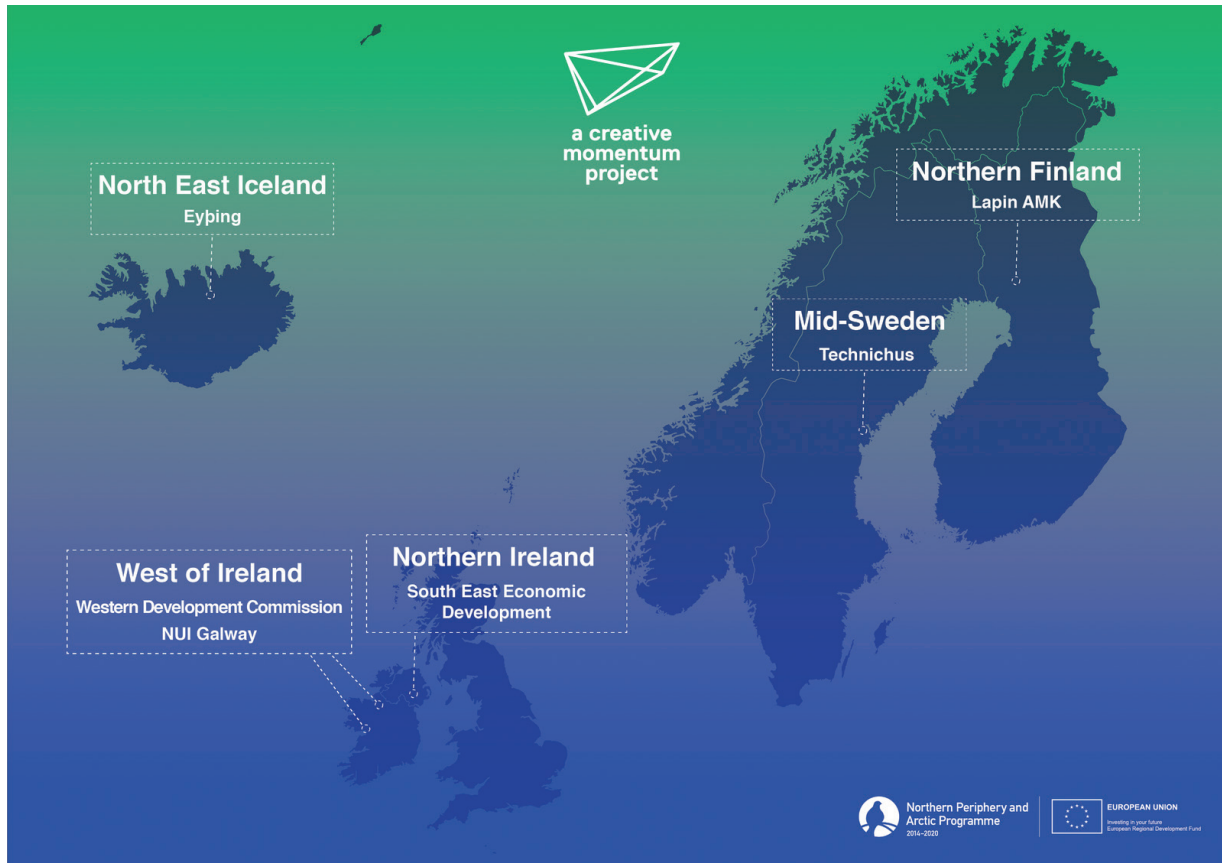 a creative
momentum
project
North East Iceland
Eyþing
Northern Finland
Lapin AMK
Mid-Sweden
Technichus
Northern Ireland
South East Economic
Development
West of Ireland
Western Development Commission
NUI Galway
Northern Periphery and
Arctic Programme
2014–2020
EUROPEAN UNION
Investing in your future
European Regional Development Fund